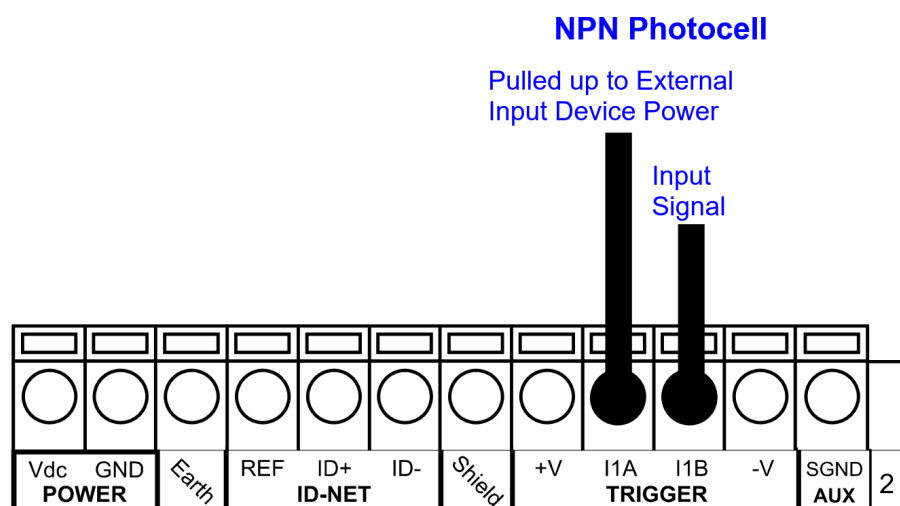 NPN Photocell
Pulled up to External
Input Device Power
Input
Signal
Vdc GND Earth REF ID+ ID- Shield +V I1A I1B -V SGND 2
POWER ID-NET TRIGGER AUX